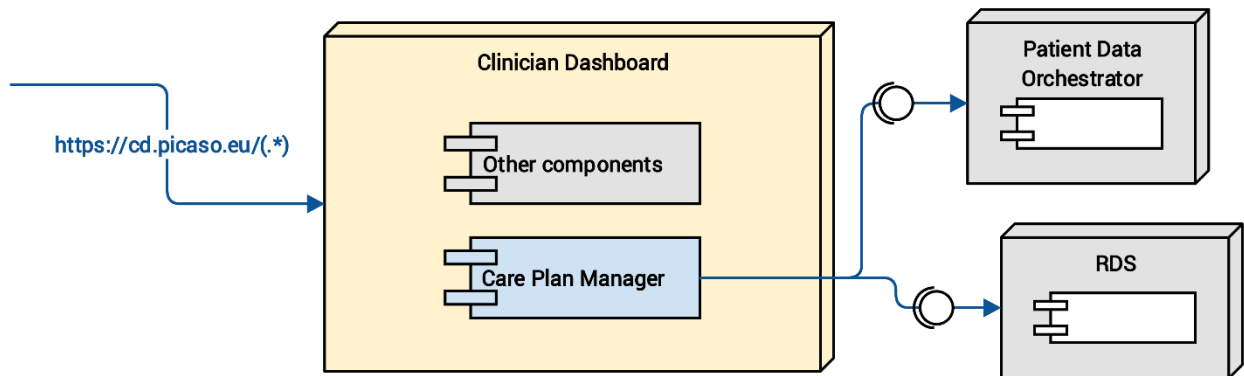 Clinician Dashboard
Patient Data
Orchestrator
https://cd.picaso.eu/(.*)
Other components
Care Plan Manager
RDS